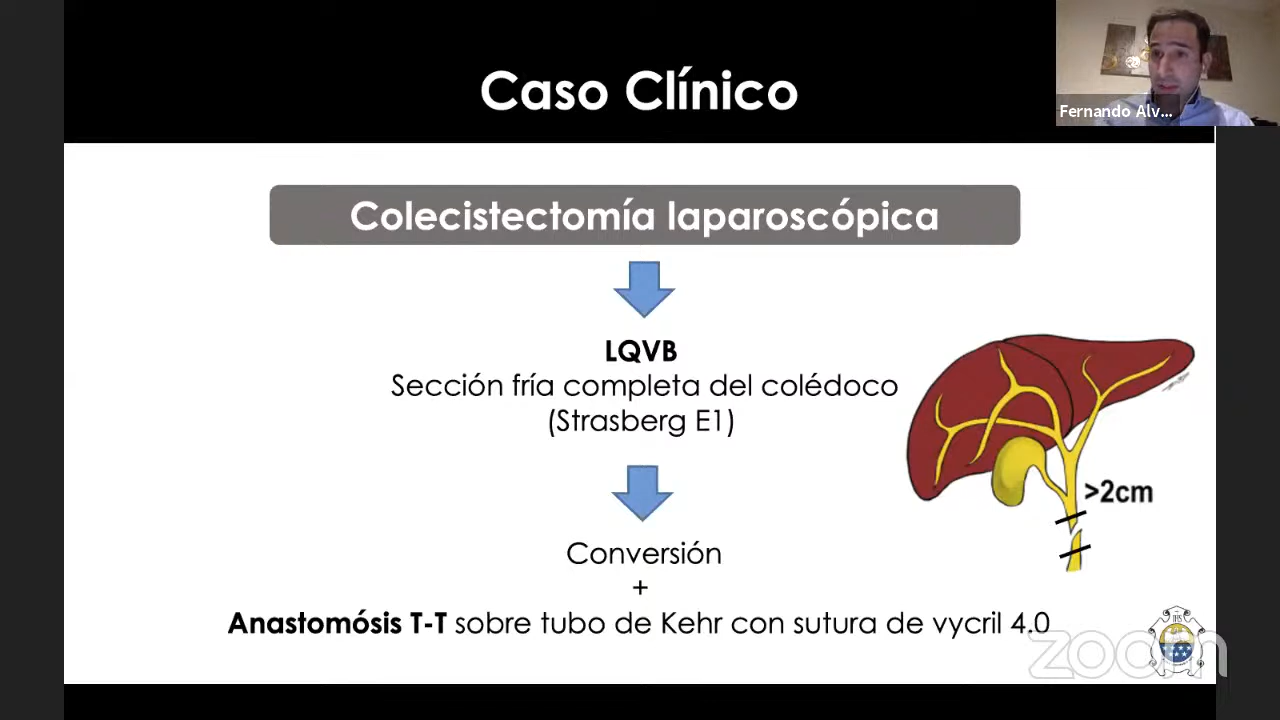 Caso Clínico
Fernando Alv...
Colecistectomía laparoscópica
LQVB
Sección fría completa del colédoco
(Strasberg E1)
>2cm
Conversión
+
Anastomósis T-T sobre tubo de Kehr con sutura de vycril 4.0
zoom